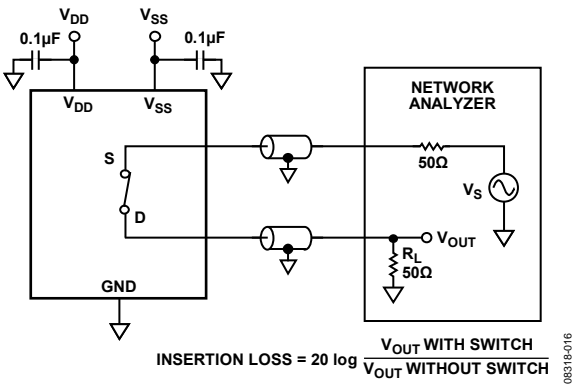 VDD
VSS
0.1µF
0.1µF
VDD
VSS
NETWORK
ANALYZER
S
50Ω
VS
D
VOUT
RL
50Ω
GND
INSERTION LOSS = 20 log VOUT WITH SWITCH
VOUT WITHOUT SWITCH
08318-016